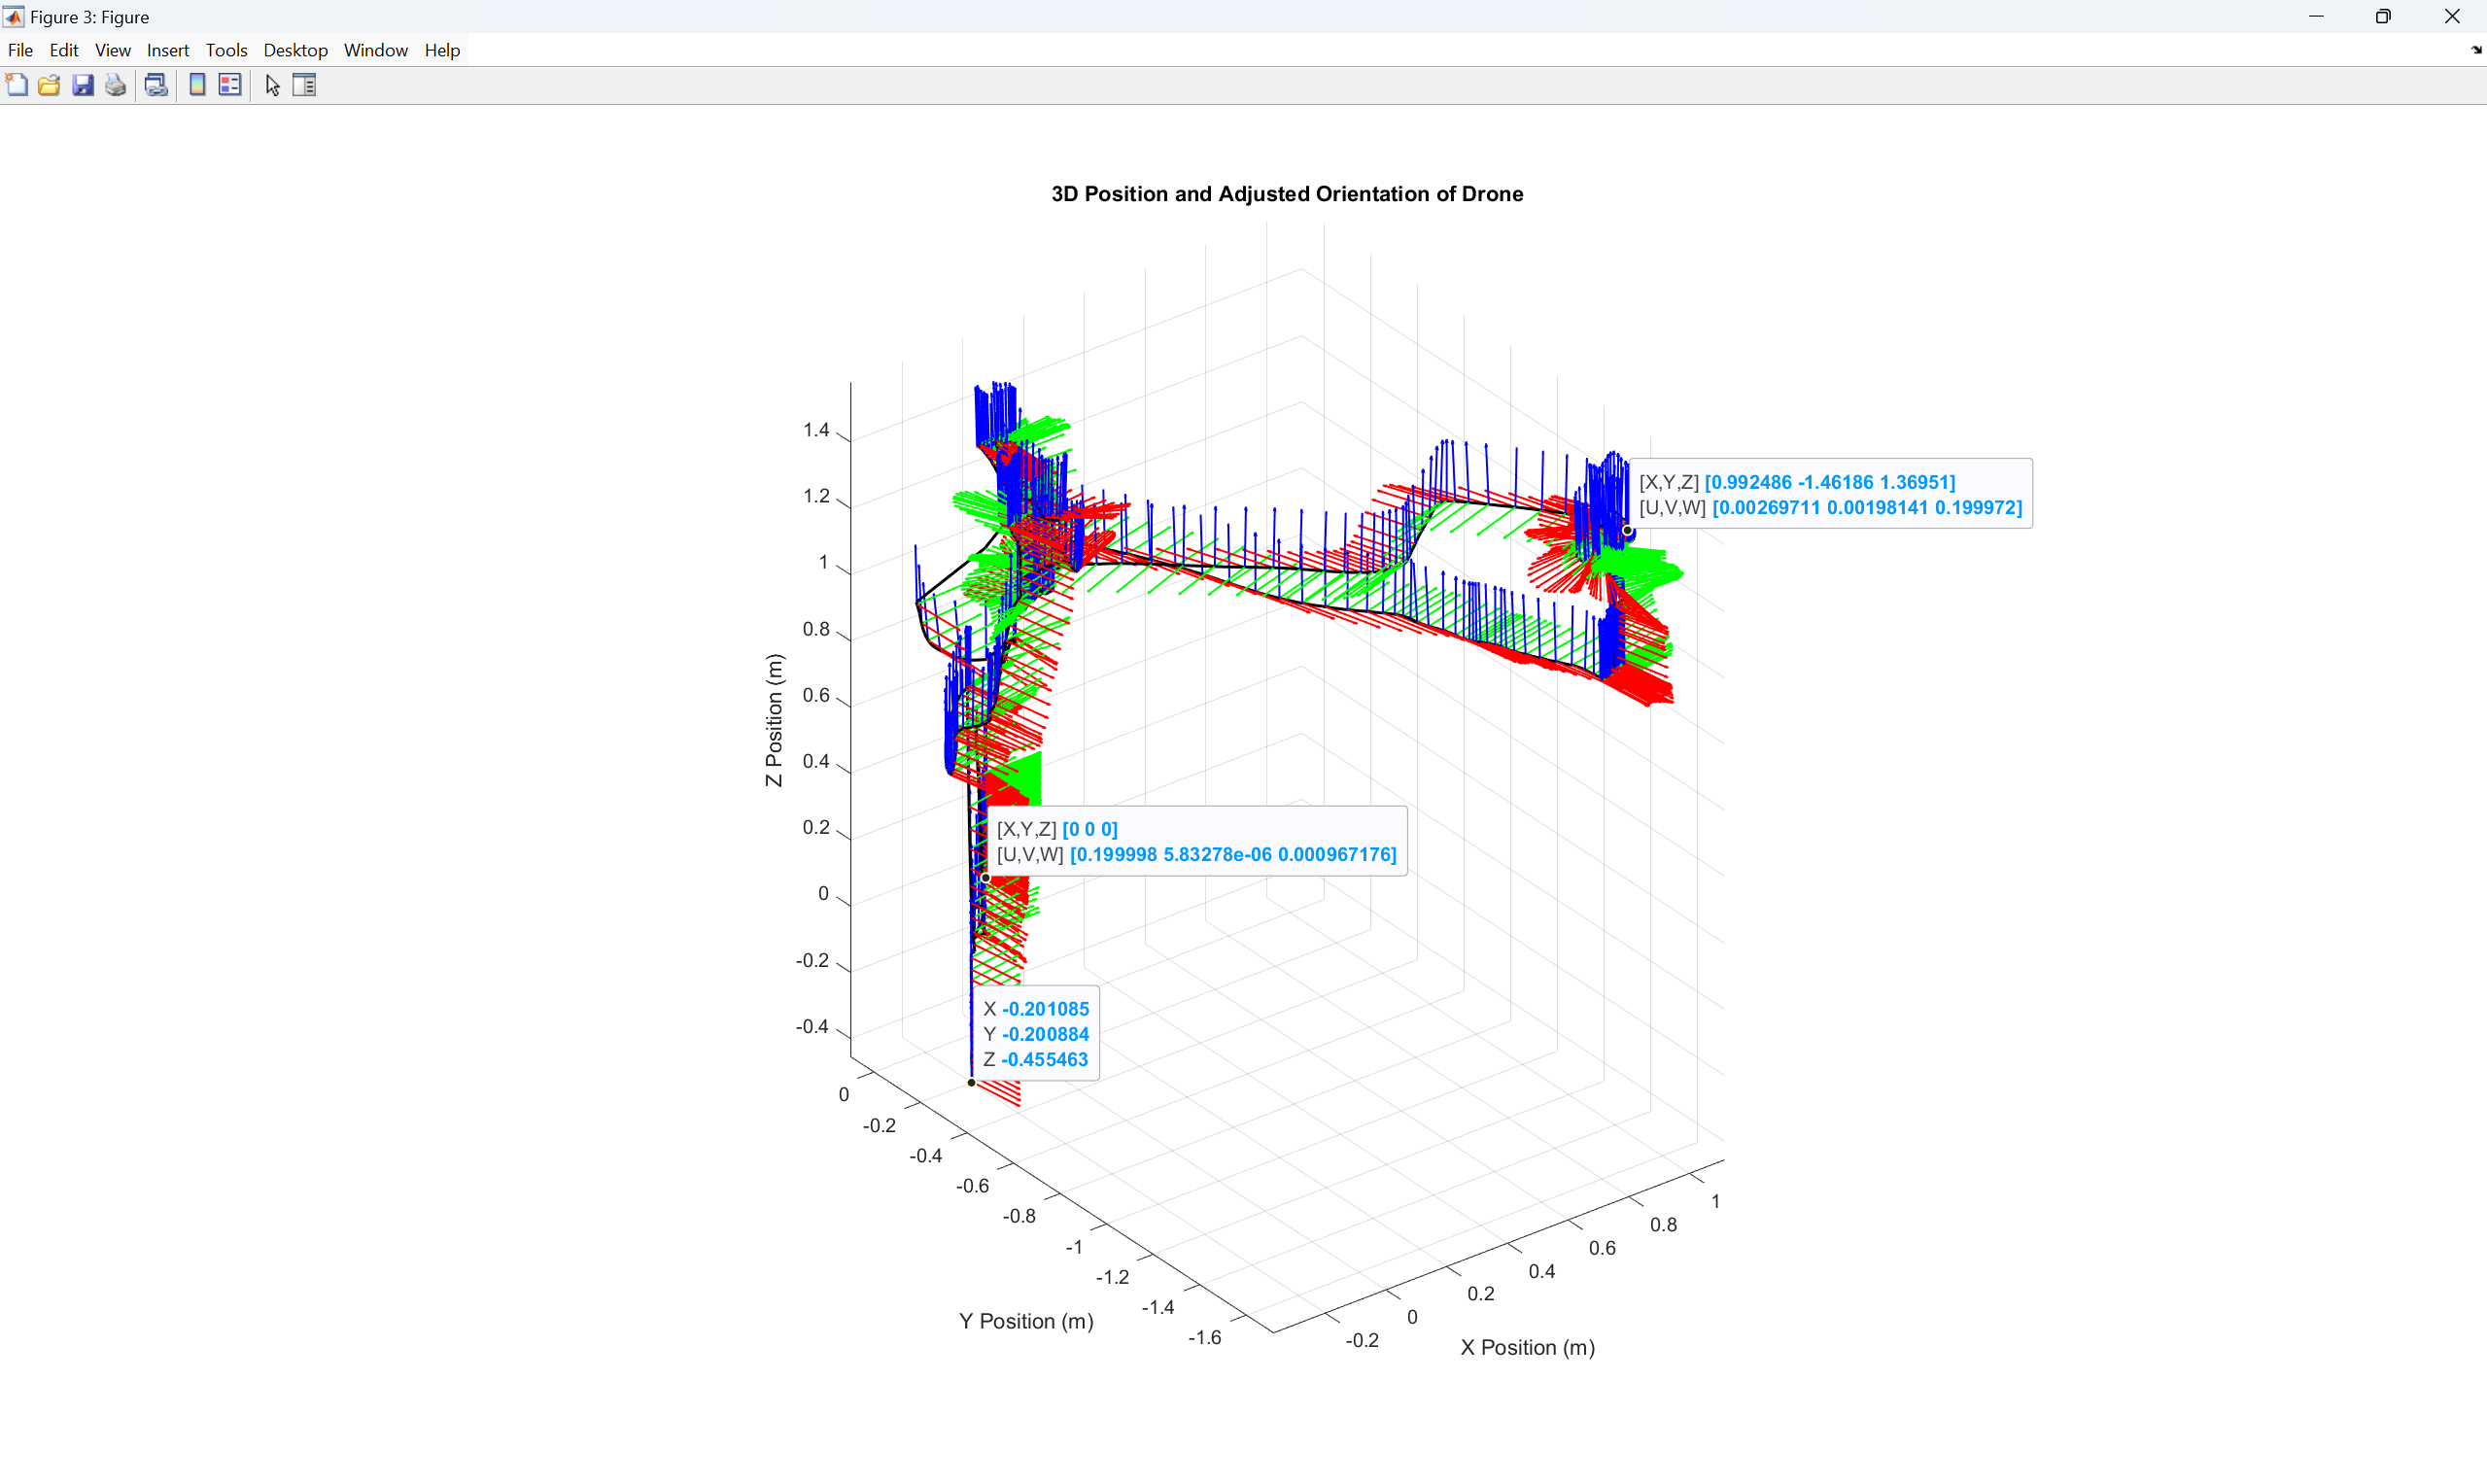 Figure 3: Figure
File Edit View Insert Tools Desktop Window Help
3D Position and Adjusted Orientation of Drone
[X,Y,Z] [0.992486 -1.46186 1.36951]
[U,V,W] [0.00269711 0.00198141 0.199972]
[X,Y,Z] [0 0 0]
[U,V,W] [0.199998 5.83278e-06 0.000967176]
X -0.201085
Y -0.200884
Z -0.455463
Z Position (m)
1.4
1.2
1
0.8
0.6
0.4
0.2
0
-0.2
-0.4
0
-0.2
-0.4
-0.6
-0.8
-1
-1.2
-1.4
-1.6
Y Position (m)
-0.2
0
0.2
0.4
0.6
0.8
1
X Position (m)